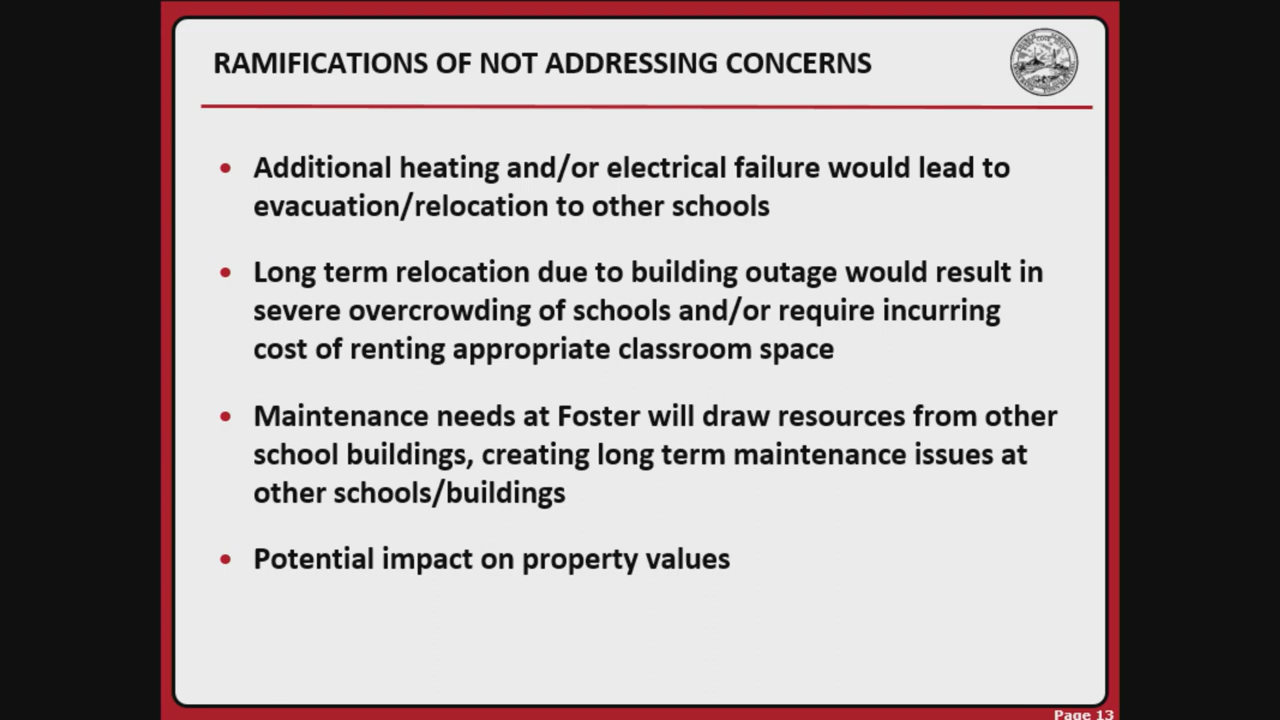 RAMIFICATIONS OF NOT ADDRESSING CONCERNS
• Additional heating and/or electrical failure would lead to
evacuation/relocation to other schools
• Long term relocation due to building outage would result in
severe overcrowding of schools and/or require incurring
cost of renting appropriate classroom space
• Maintenance needs at Foster will draw resources from other
school buildings, creating long term maintenance issues at
other schools/buildings
• Potential impact on property values
Page 13